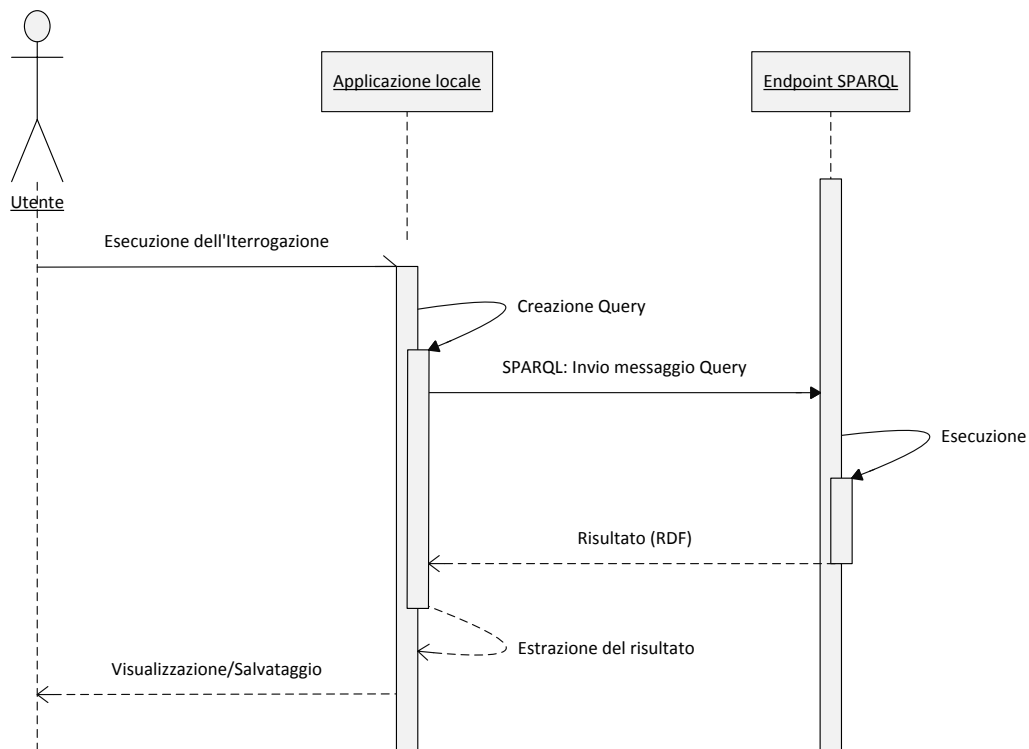 Applicazione locale
Endpoint SPARQL
Utente
Esecuzione dell'Iterrogazione
Creazione Query
SPARQL: Invio messaggio Query
Esecuzione
Risultato (RDF)
Estrazione del risultato
Visualizzazione/Salvataggio